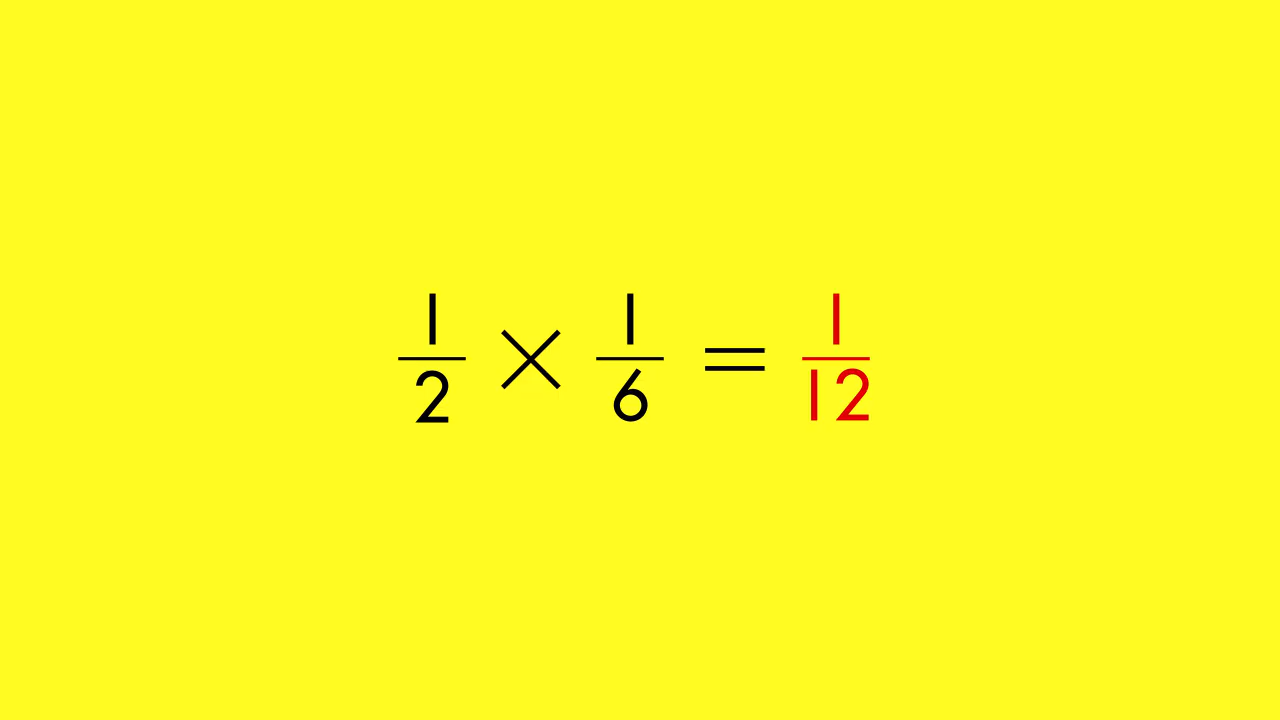 1/2 × 1/6 = 1/12